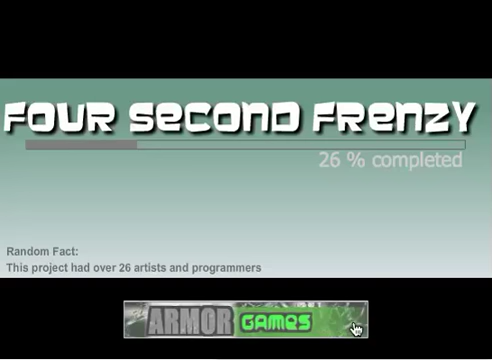 FOUR SECOND FRENZY
26 % completed
Random Fact:
This project had over 26 artists and programmers
ARMOR GAMES